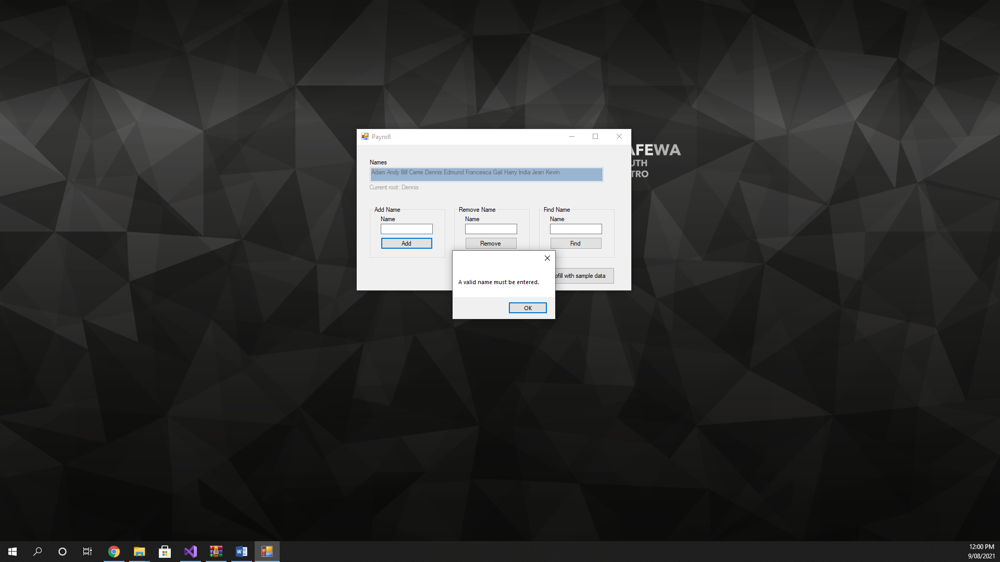 Payroll
AFEWA
UTH
TRO
Names
Adam Andy Bill Carrie Dennis Edmund Francesca Gail Harry India Jean Kevin
Current root: Dennis
Add Name
Name
Add
Remove Name
Name
Remove
Find Name
Name
Find
ofill with sample data
A valid name must be entered.
OK
12:00 PM
9/08/2021